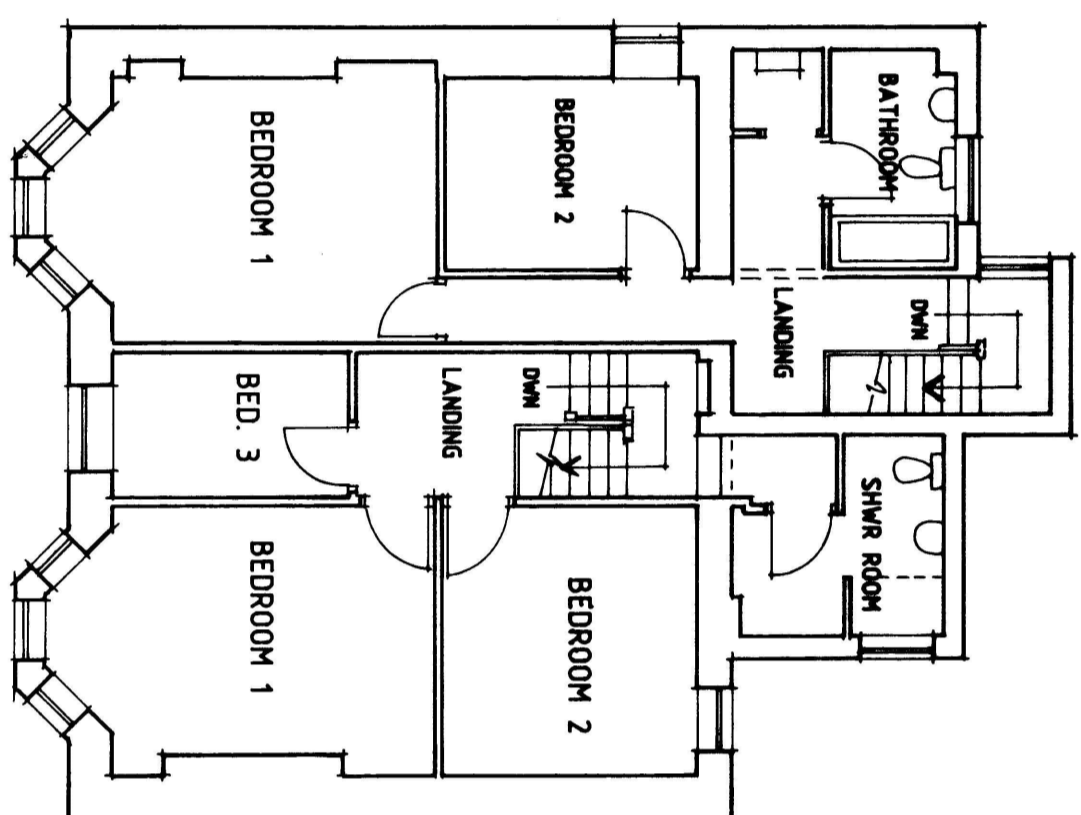 BATHROOM
BEDROOM 2
BEDROOM 1
DWN
LANDING
SHWR ROOM
DWN
LANDING
BED. 3
BEDROOM 2
BEDROOM 1